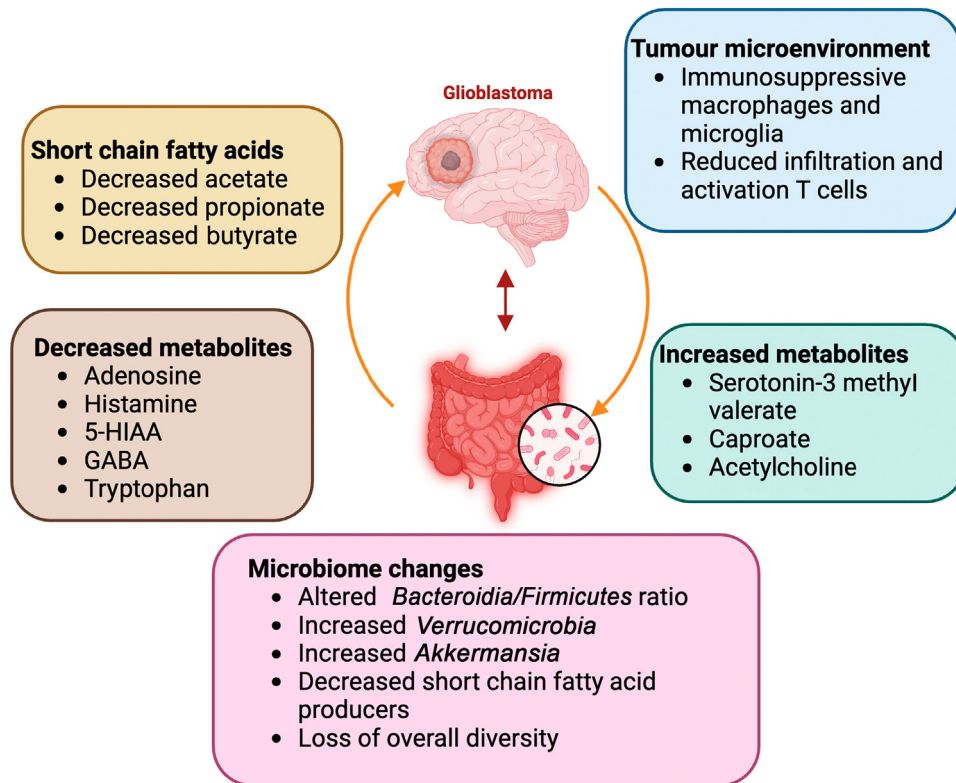 Glioblastoma
Short chain fatty acids
• Decreased acetate
• Decreased propionate
• Decreased butyrate
Tumour microenvironment
• Immunosuppressive
macrophages and
microglia
• Reduced infiltration and
activation T cells
Decreased metabolites
• Adenosine
• Histamine
• 5-HIAA
• GABA
• Tryptophan
Increased metabolites
• Serotonin-3 methyl
valerate
• Caproate
• Acetylcholine
Microbiome changes
• Altered Bacteroidia/Firmicutes ratio
• Increased Verrucomicrobia
• Increased Akkermansia
• Decreased short chain fatty acid
producers
• Loss of overall diversity